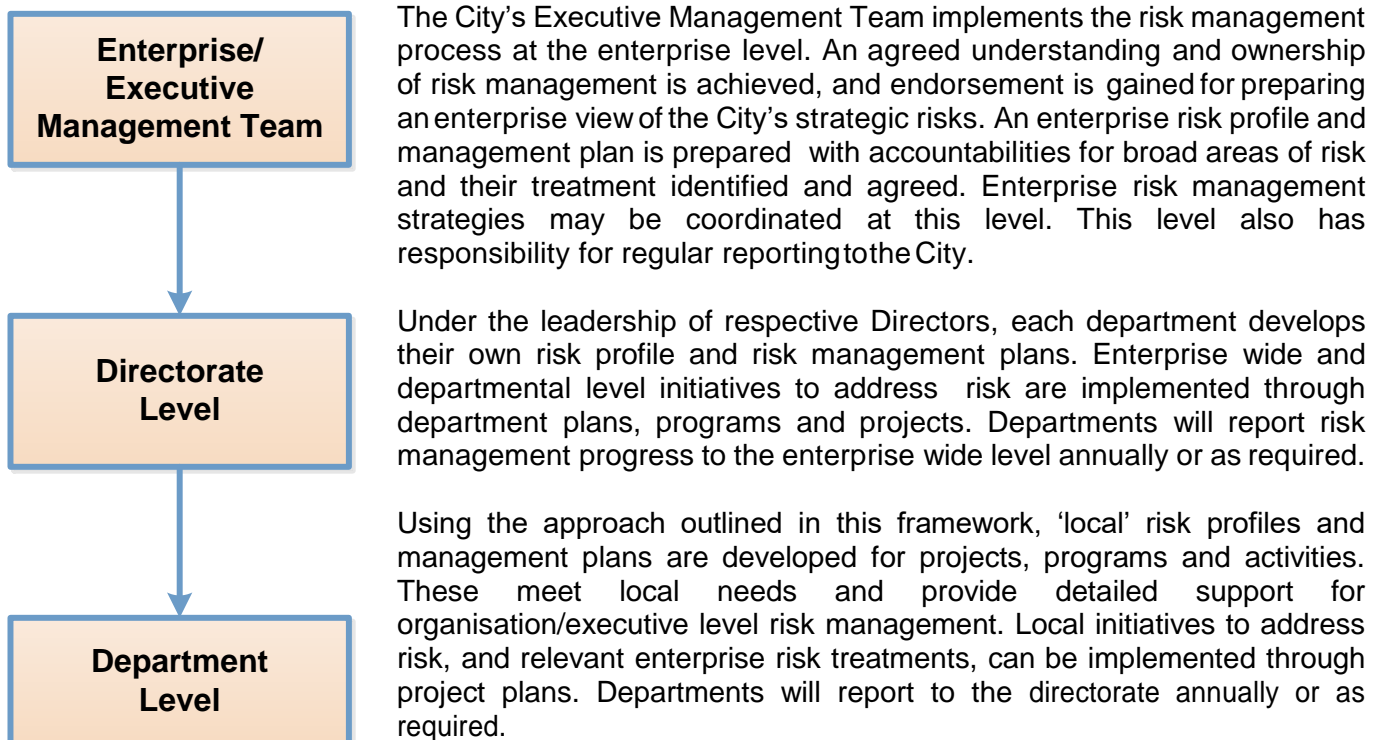 Enterprise/
Executive
Management Team
The City’s Executive Management Team implements the risk management
process at the enterprise level. An agreed understanding and ownership
of risk management is achieved, and endorsement is gained for preparing
an enterprise view of the City’s strategic risks. An enterprise risk profile and
management plan is prepared with accountabilities for broad areas of risk
and their treatment identified and agreed. Enterprise risk management
strategies may be coordinated at this level. This level also has
responsibility for regular reportingtothe City.
Directorate
Level
Under the leadership of respective Directors, each department develops
their own risk profile and risk management plans. Enterprise wide and
departmental level initiatives to address risk are implemented through
department plans, programs and projects. Departments will report risk
management progress to the enterprise wide level annually or as required.
Department
Level
Using the approach outlined in this framework, ‘local’ risk profiles and
management plans are developed for projects, programs and activities.
These meet local needs and provide detailed support for
organisation/executive level risk management. Local initiatives to address
risk, and relevant enterprise risk treatments, can be implemented through
project plans. Departments will report to the directorate annually or as
required.